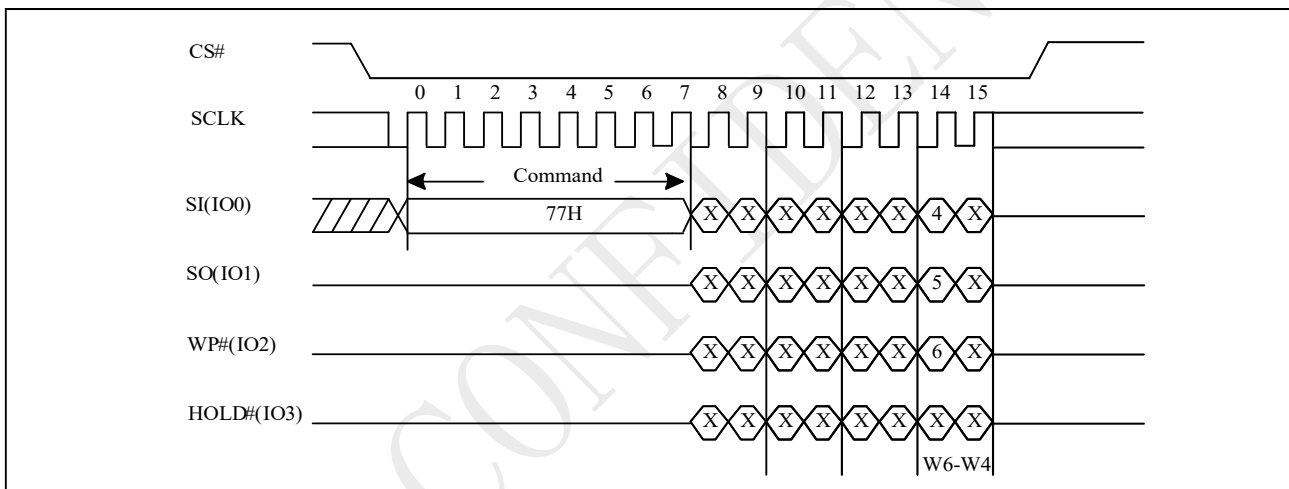 CS#
0 1 2 3 4 5 6 7 8 9 10 11 12 13 14 15
SCLK
Command
SI(IO0) 77H X X X X X X 4 X
SO(IO1) X X X X X X 5 X
WP#(IO2) X X X X X X 6 X
HOLD#(IO3) X X X X X X X X
W6-W4
CONFIDEN